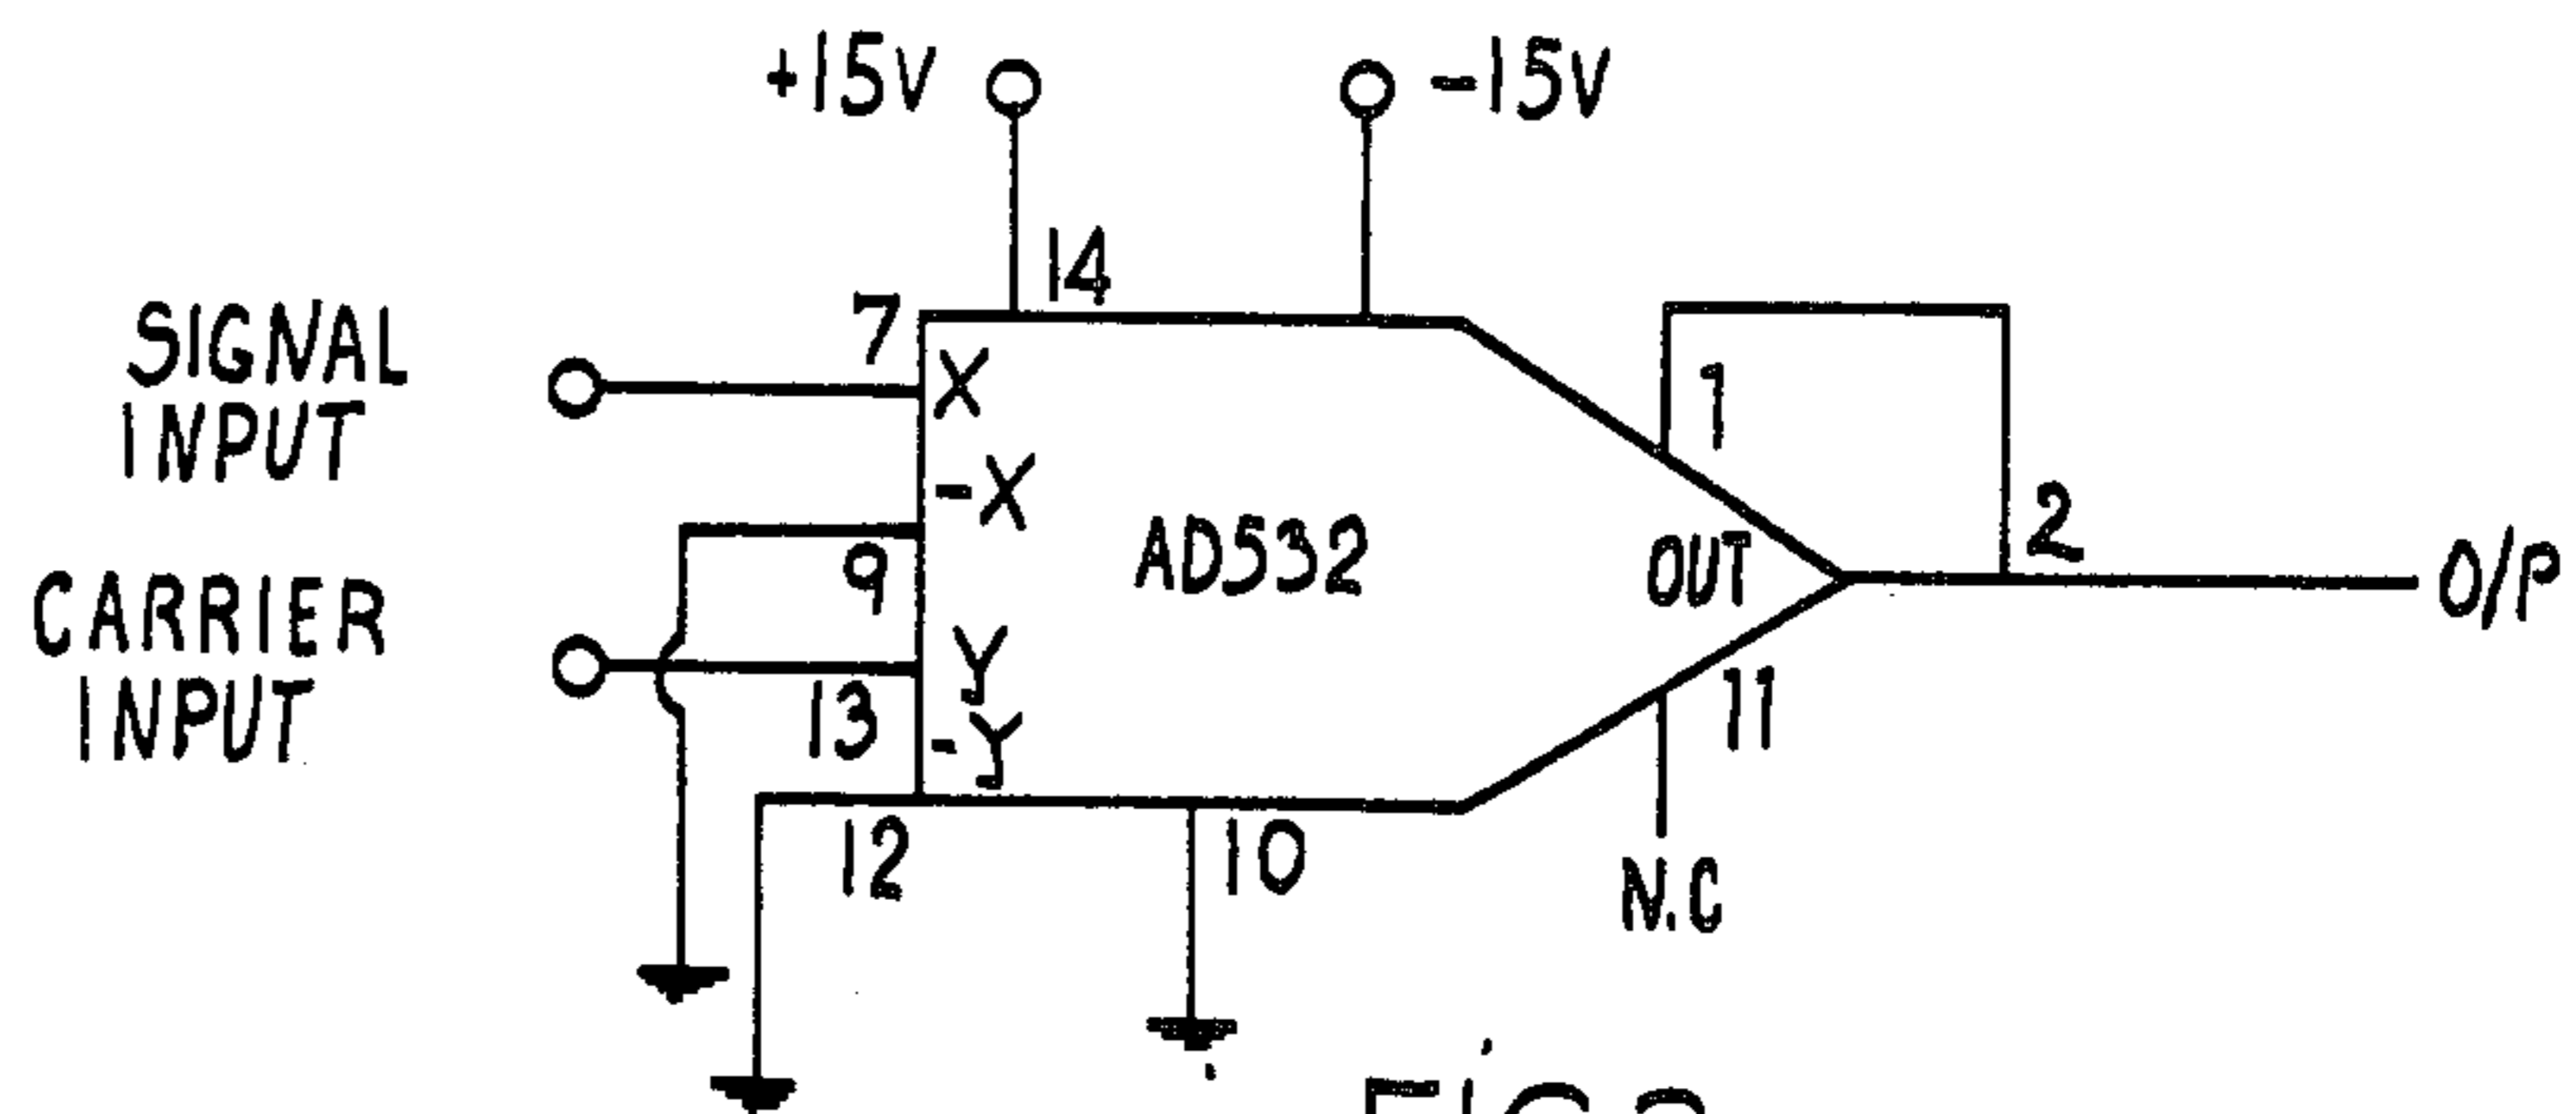 +15V
-15V
14
7
SIGNAL
INPUT
X
1
-X
2
AD532
OUT
O/P
9
CARRIER
INPUT
Y
13
-Y
11
12
10
N.C